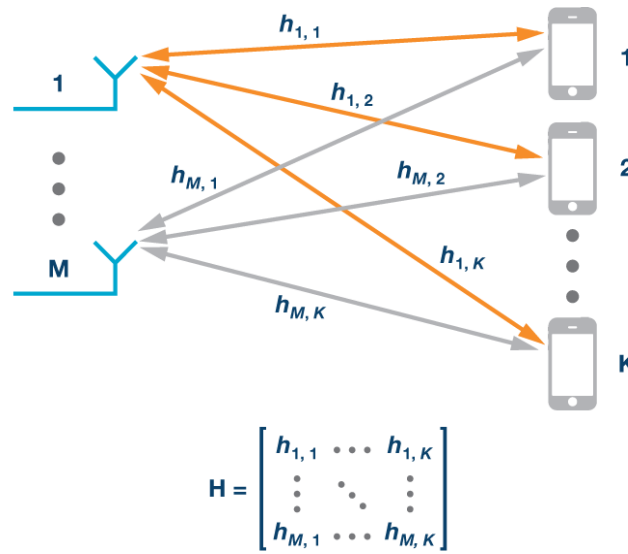 h1, 1
1
1
h1, 2
hM, 1
hM, 2
2
M
h1, K
hM, K
K
H = [ h1, 1 ••• h1, K
⋮ ⋱ ⋮
hM, 1 ••• hM, K ]